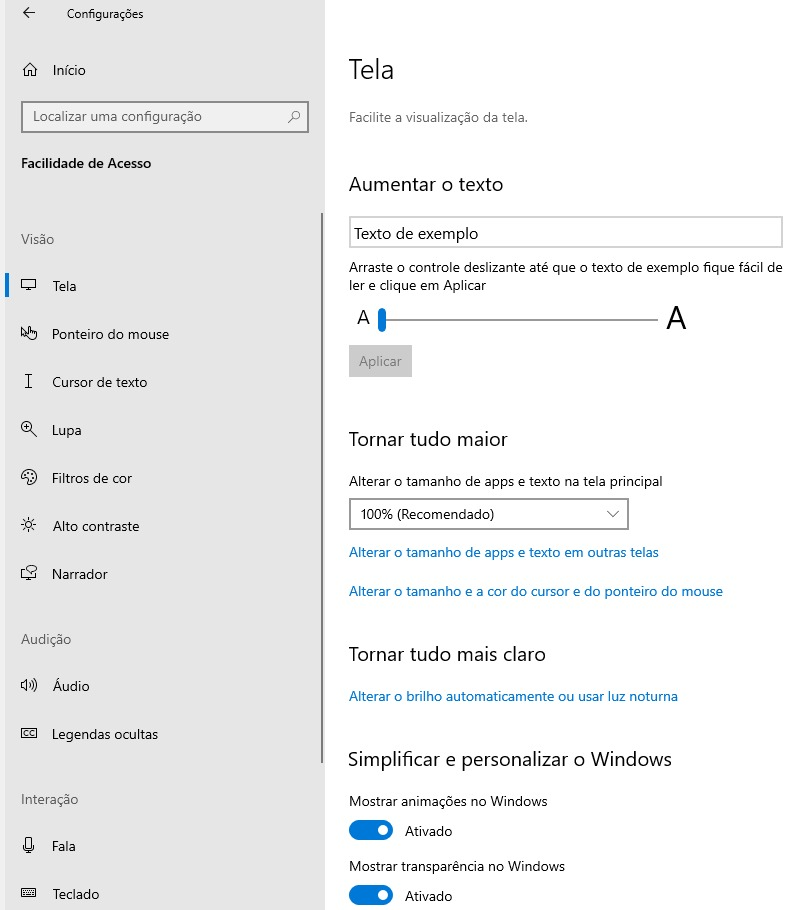 Configurações
Início
Localizar uma configuração
Facilidade de Acesso
Visão
Tela
Ponteiro do mouse
Cursor de texto
Lupa
Filtros de cor
Alto contraste
Narrador
Audição
Áudio
CC
Legendas ocultas
Interação
Fala
Teclado
Tela
Facilite a visualização da tela.
Aumentar o texto
Texto de exemplo
Arraste o controle deslizante até que o texto de exemplo fique fácil de
ler e clique em Aplicar
A A
Aplicar
Tornar tudo maior
Alterar o tamanho de apps e texto na tela principal
100% (Recomendado)
Alterar o tamanho de apps e texto em outras telas
Alterar o tamanho e a cor do cursor e do ponteiro do mouse
Tornar tudo mais claro
Alterar o brilho automaticamente ou usar luz noturna
Simplificar e personalizar o Windows
Mostrar animações no Windows
Ativado
Mostrar transparência no Windows
Ativado